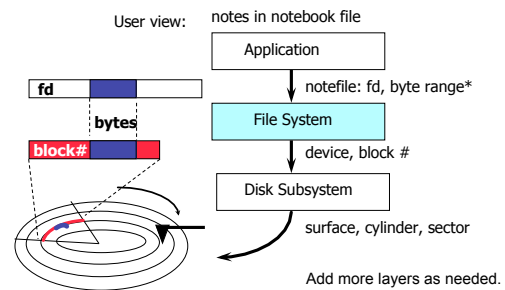 User view: notes in notebook file
Application
notefile: fd, byte range*
fd
bytes
File System
block#
device, block #
Disk Subsystem
surface, cylinder, sector
Add more layers as needed.